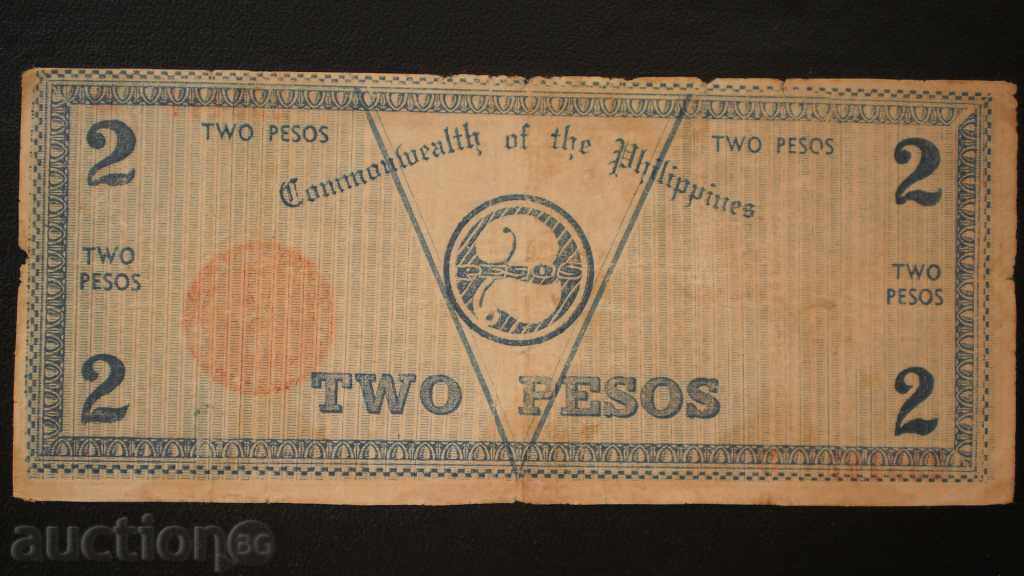 2 TWO PESOS TWO PESOS 2
Commonwealth of the Philippines
TWO PESOS
2 PESOS
TWO PESOS
2 TWO PESOS 2
auction BG